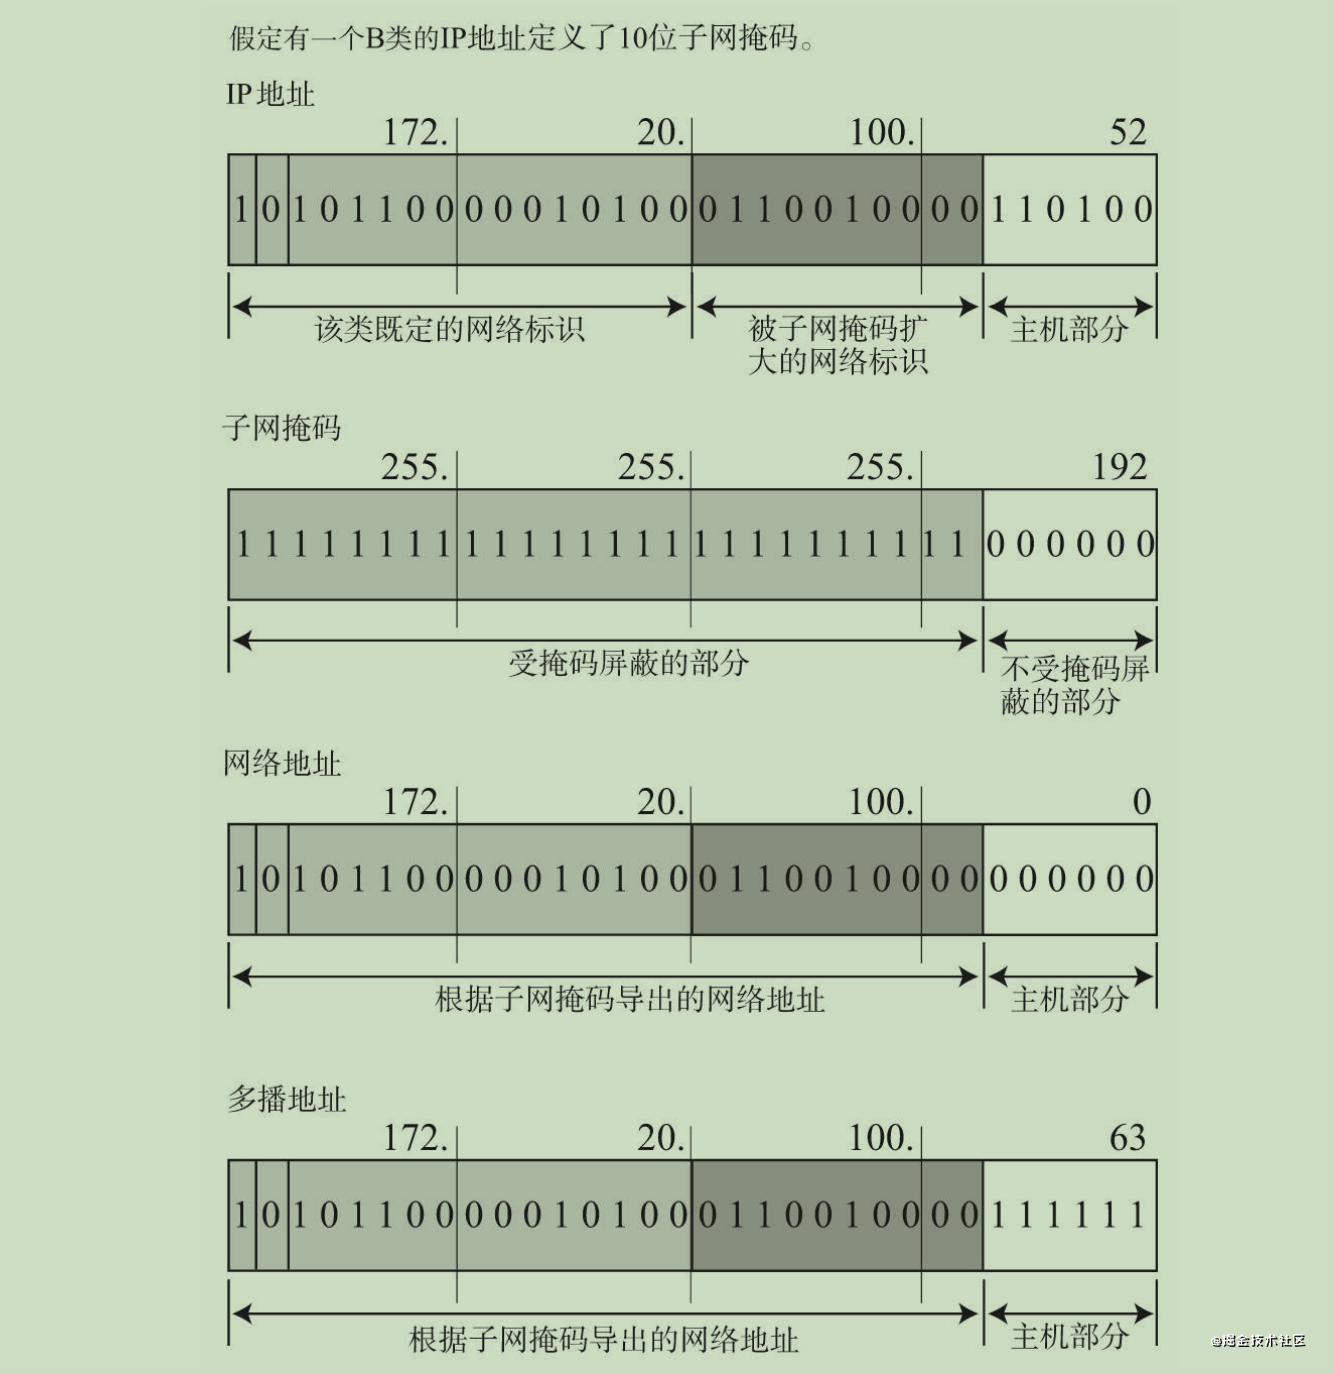 假定有一个B类的IP地址定义了10位子网掩码。
IP地址
172. 20. 100. 52
1 0 1 0 1 1 0 0 0 0 0 1 0 1 0 0 0 1 1 0 0 1 0 0 0 0 1 1 0 1 0 0
该类既定的网络标识 被子网掩码扩 主机部分
大的网络标识
子网掩码
255. 255. 255. 192
1 1 1 1 1 1 1 1 1 1 1 1 1 1 1 1 1 1 1 1 1 1 1 1 1 1 0 0 0 0 0 0
受掩码屏蔽的部分 不受掩码屏
蔽的部分
网络地址
172. 20. 100. 0
1 0 1 0 1 1 0 0 0 0 0 1 0 1 0 0 0 1 1 0 0 1 0 0 0 0 0 0 0 0 0 0
根据子网掩码导出的网络地址 主机部分
多播地址
172. 20. 100. 63
1 0 1 0 1 1 0 0 0 0 0 1 0 1 0 0 0 1 1 0 0 1 0 0 0 0 1 1 1 1 1 1
根据子网掩码导出的网络地址 主机部分
@掘金技术社区